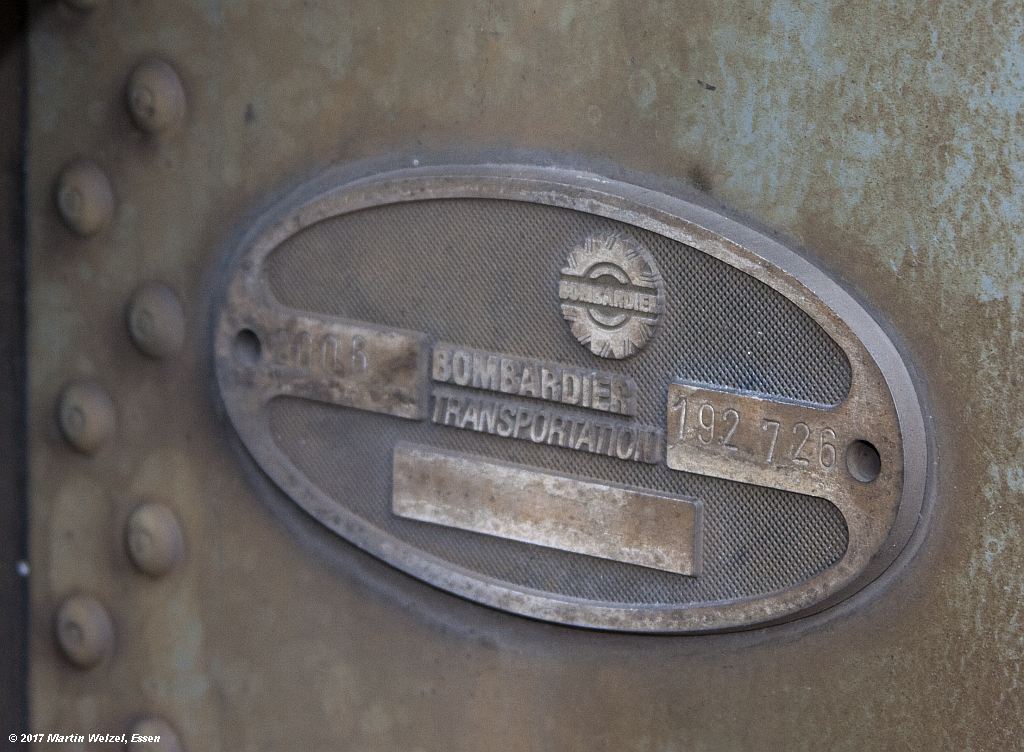 BOMBARDIER
BOMBARDIER
TRANSPORTATION
192 726
© 2017 Martin Welzel, Essen